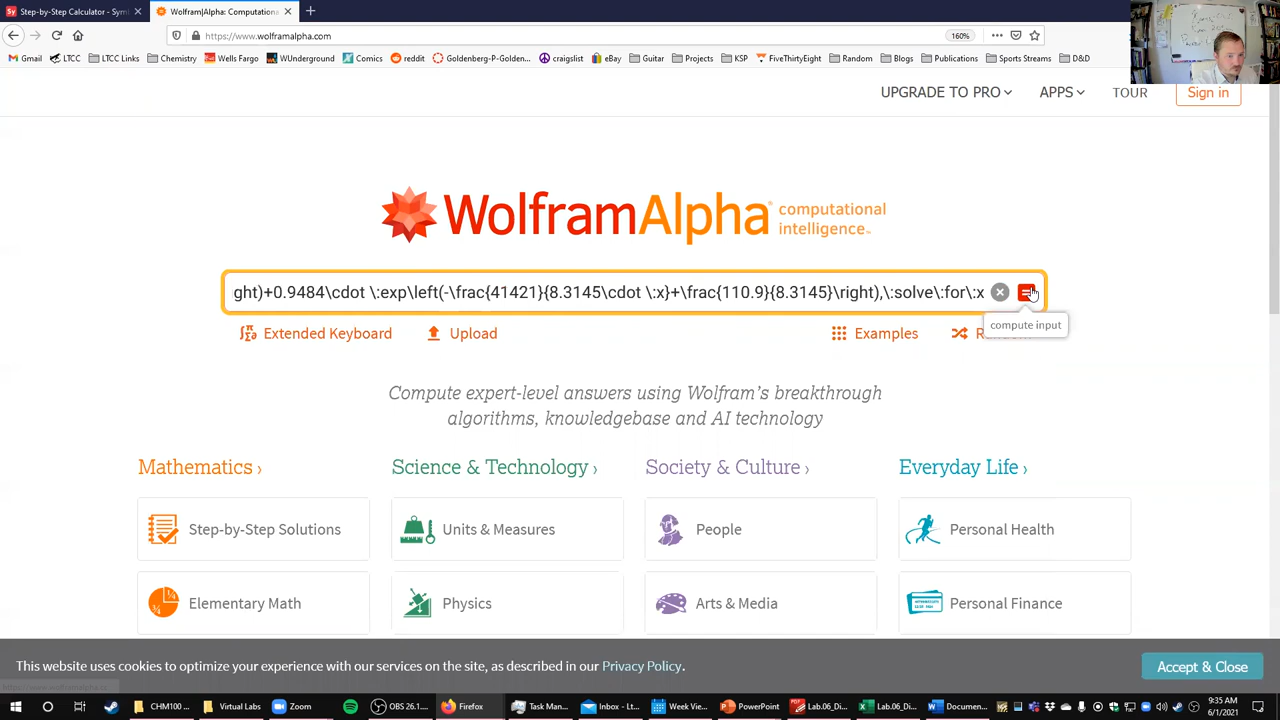 Step-by-Step Calculator - Sym
Wolfram|Alpha: Computational
https://www.wolframalpha.com
160%
Gmail
LTCC
LTCC Links
Chemistry
Wells Fargo
WUnderground
Comics
reddit
Goldenberg-P-Golden...
craigslist
eBay
Guitar
Projects
KSP
FiveThirtyEight
Random
Blogs
Publications
Sports Streams
D&D
UPGRADE TO PRO
APPS
TOUR
Sign in
WolframAlpha computational intelligence™
ght)+0.9484\cdot \:exp\left(-\frac{41421}{8.3145\cdot \:x}+\frac{110.9}{8.3145}\right),\:solve\:for\:x
compute input
Extended Keyboard
Upload
Examples
Compute expert-level answers using Wolfram's breakthrough
algorithms, knowledgebase and AI technology
Mathematics ›
Science & Technology ›
Society & Culture ›
Everyday Life ›
Step-by-Step Solutions
Units & Measures
People
Personal Health
Elementary Math
Physics
Arts & Media
Personal Finance
This website uses cookies to optimize your experience with our services on the site, as described in our Privacy Policy.
Accept & Close
CHM100 ...
Virtual Labs
Zoom
OBS 26.1....
Firefox
Task Man...
Inbox - Lt...
Week Vie...
PowerPoint
Lab.06_Di...
Lab.06_Di...
Documen...
9:35 AM
6/1/2021